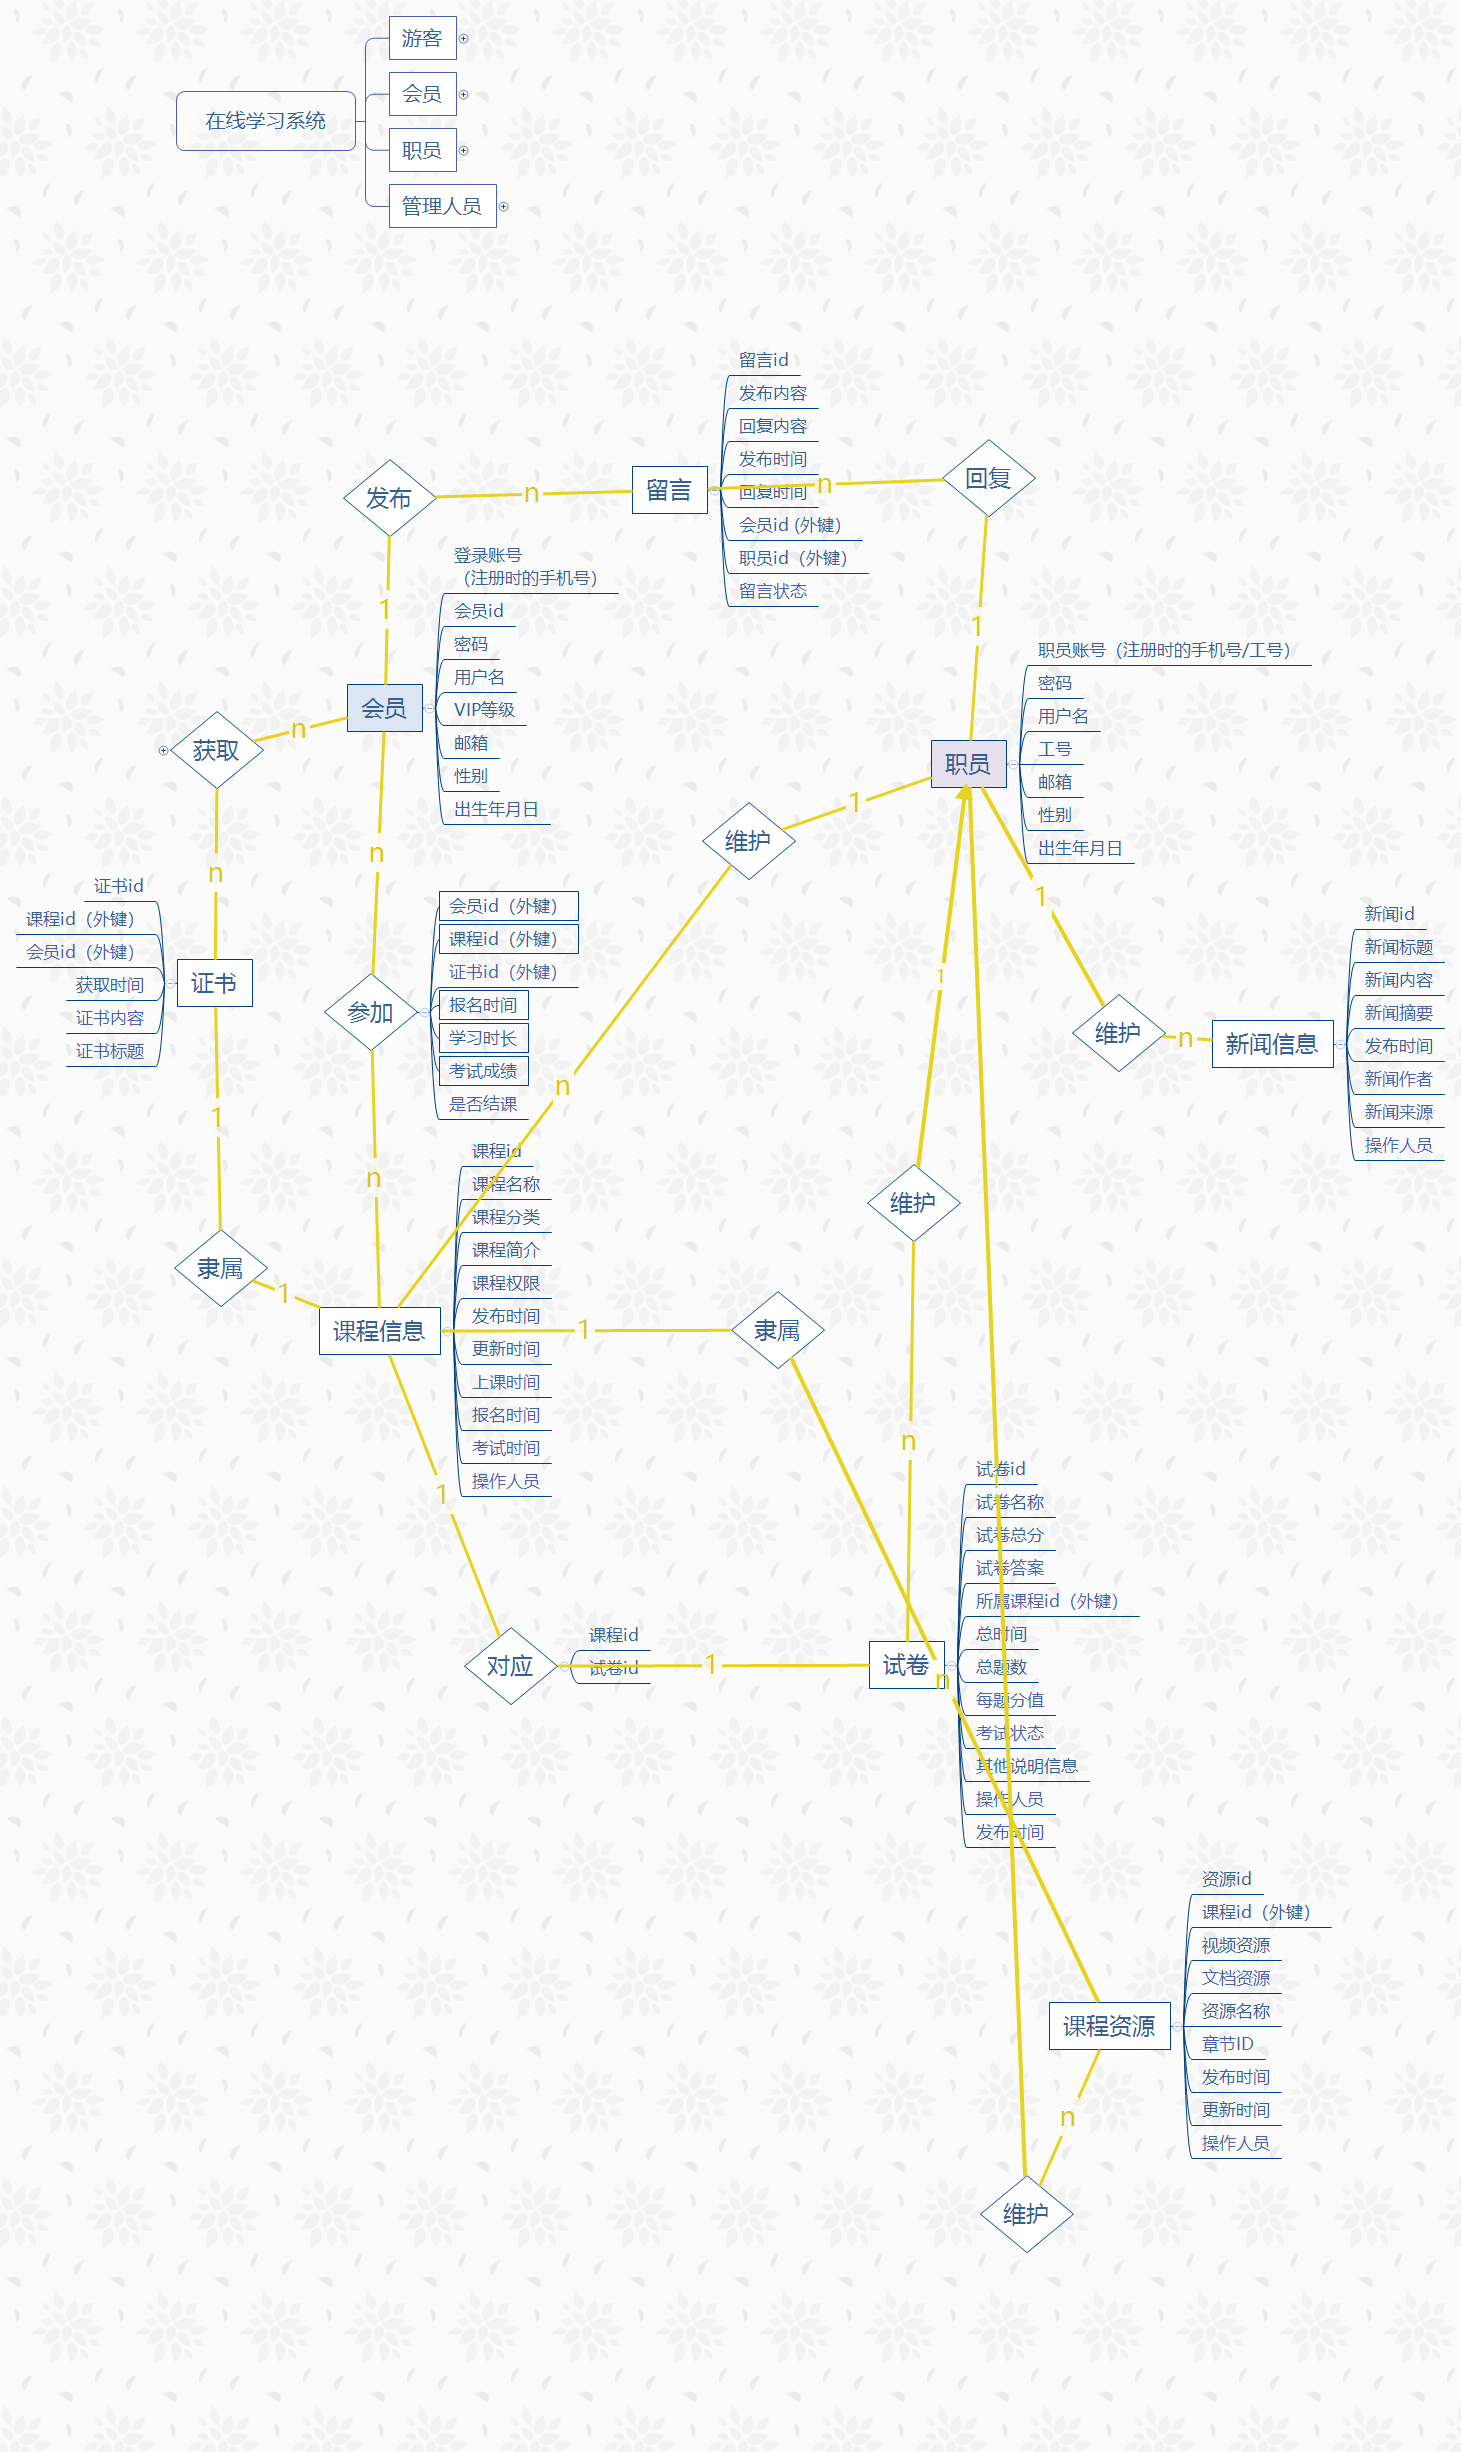 游客
会员
在线学习系统
职员
管理人员
留言id
发布内容
回复内容
发布时间
回复时间
会员id (外键)
职员id（外键）
留言状态
发布
n
留言
n
回复
1
1
登录账号
（注册时的手机号）
会员id
密码
用户名
VIP等级
邮箱
性别
出生年月日
会员
n
获取
n
n
职员账号（注册时的手机号/工号）
密码
用户名
工号
邮箱
性别
出生年月日
职员
1
维护
1
n
1
证书id
课程id（外键）
会员id（外键）
获取时间
证书内容
证书标题
证书
1
会员id（外键）
课程id（外键）
证书id（外键）
报名时间
学习时长
考试成绩
是否结课
参加
n
维护
n
新闻信息
新闻id
新闻标题
新闻内容
新闻摘要
发布时间
新闻作者
新闻来源
操作人员
隶属
1
课程信息
课程id
课程名称
课程分类
课程简介
课程权限
发布时间
更新时间
上课时间
报名时间
考试时间
操作人员
1
隶属
维护
n
1
1
对应
课程id
试卷id
1
试卷
n
试卷id
试卷名称
试卷总分
试卷答案
所属课程id（外键）
总时间
总题数
每题分值
考试状态
其他说明信息
操作人员
发布时间
资源id
课程id（外键）
视频资源
文档资源
资源名称
章节ID
发布时间
更新时间
操作人员
课程资源
n
维护